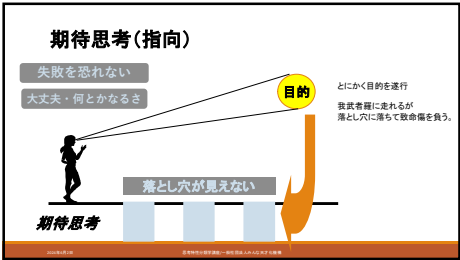 期待思考（指向）
失敗を恐れない
大丈夫・何とかなるさ
目的
とにかく目的を遂行
我武者羅に走れるが
落とし穴に落ちて致命傷を負う。
落とし穴が見えない
期待思考